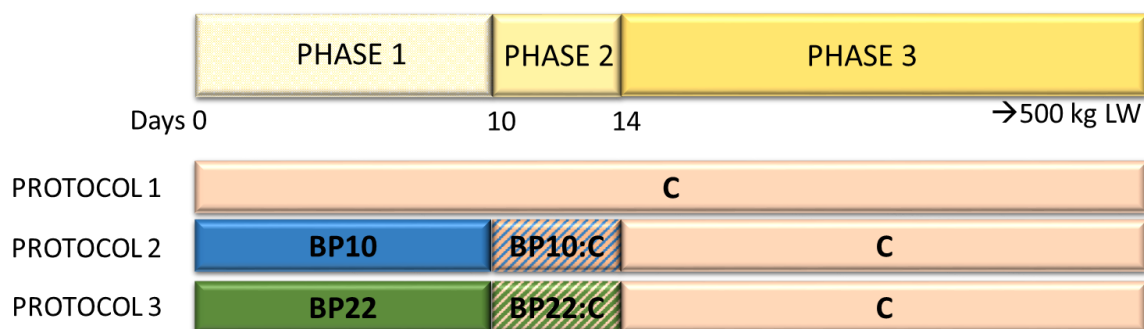 PHASE 1 PHASE 2 PHASE 3
Days 0 10 14 →500 kg LW
PROTOCOL 1 C
PROTOCOL 2 BP10 BP10:C C
PROTOCOL 3 BP22 BP22:C C